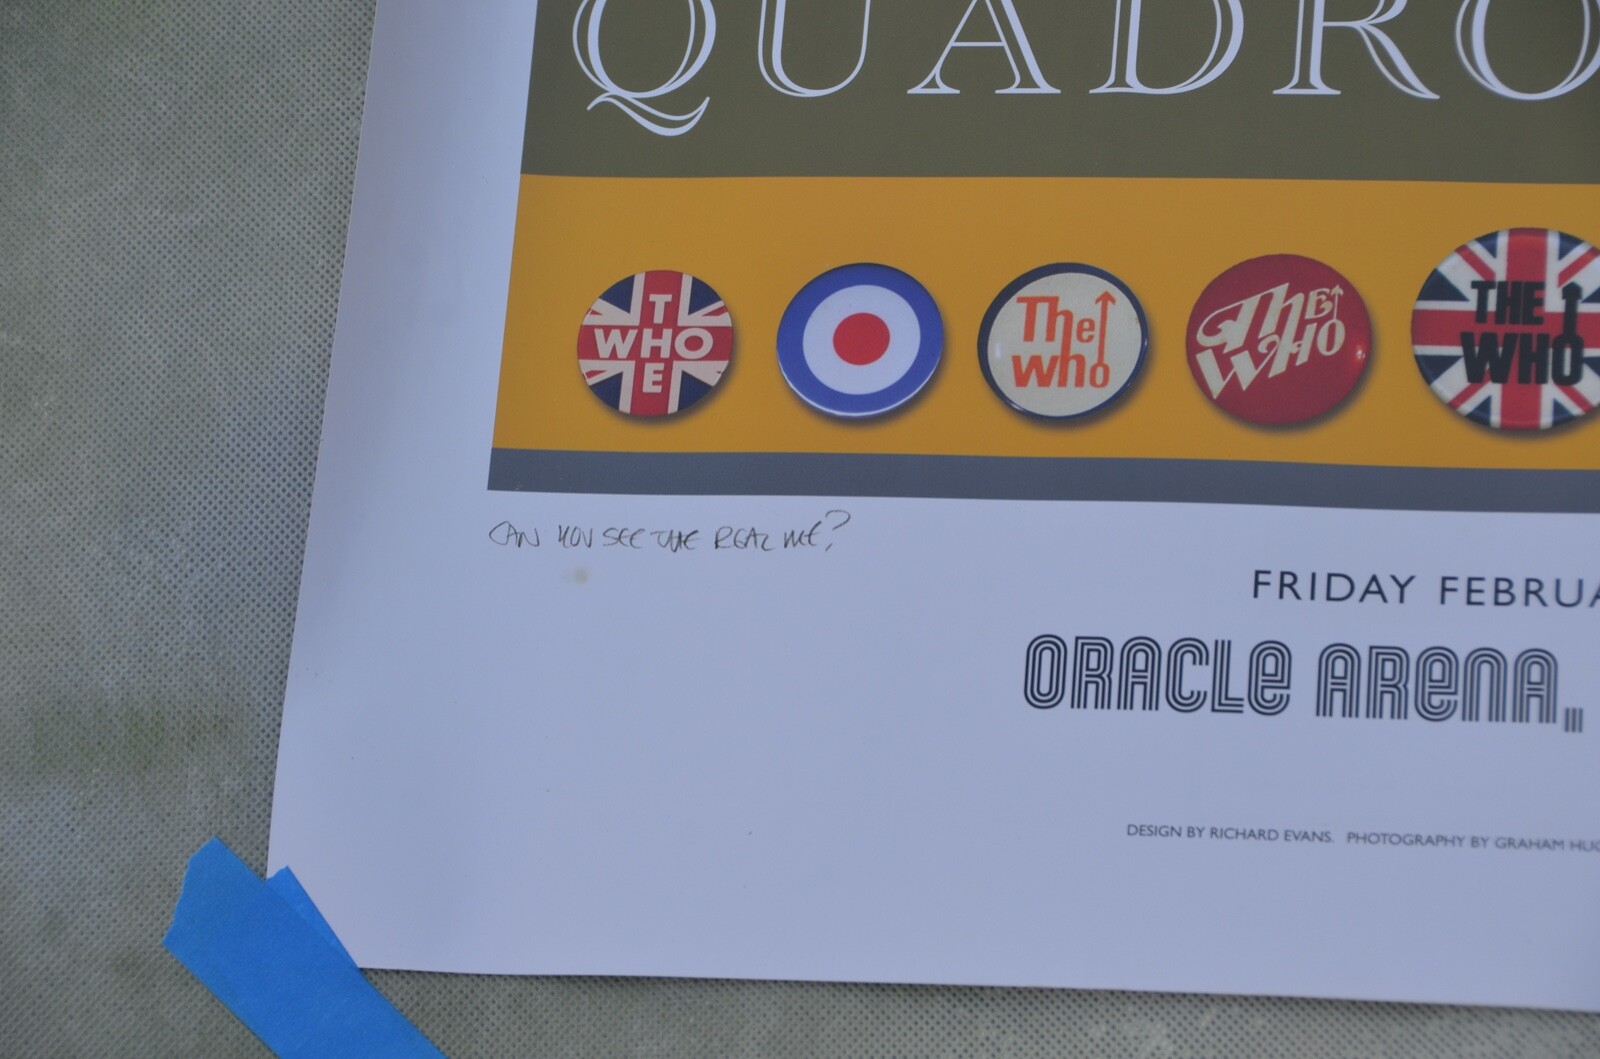 QUADRO
THE
WHO
The
who
The
Who
THE
WHO
CAN YOU SEE THE REAL ME?
FRIDAY FEBRUA
ORACLE ARENA.
DESIGN BY RICHARD EVANS. PHOTOGRAPHY BY GRAHAM HUG